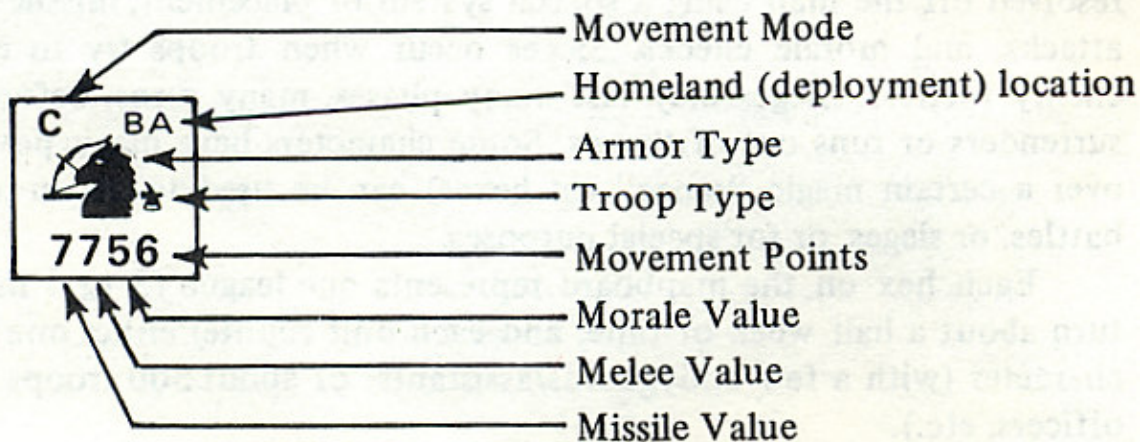 Movement Mode
Homeland (deployment) location
C BA
Armor Type
Troop Type
7756
Movement Points
Morale Value
Melee Value
Missile Value